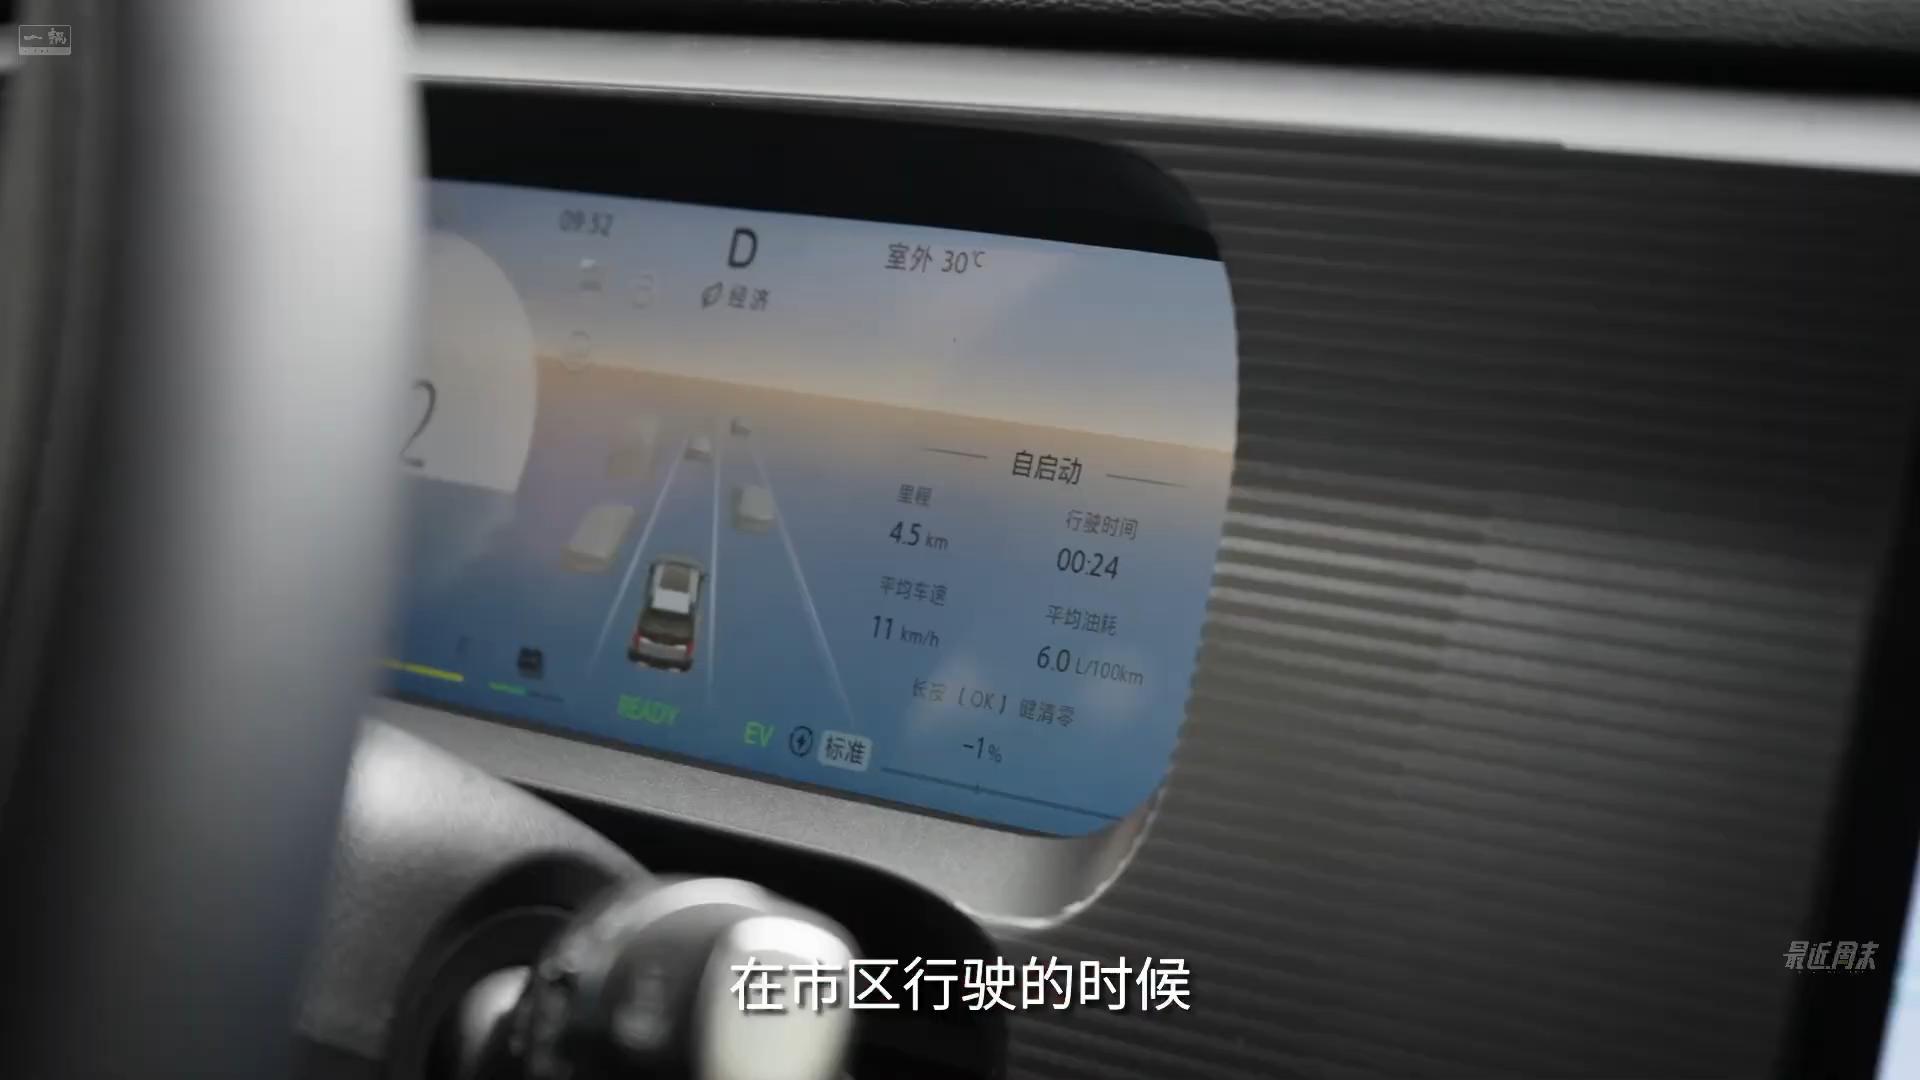 一锅
09:52
D
室外 30℃
经济
2
自启动
里程
行驶时间
4.5 km
00:24
平均车速
平均油耗
11 km/h
6.0 L/100km
长按【OK】键清零
READY
EV
标准
-1%
最近周末
在市区行驶的时候